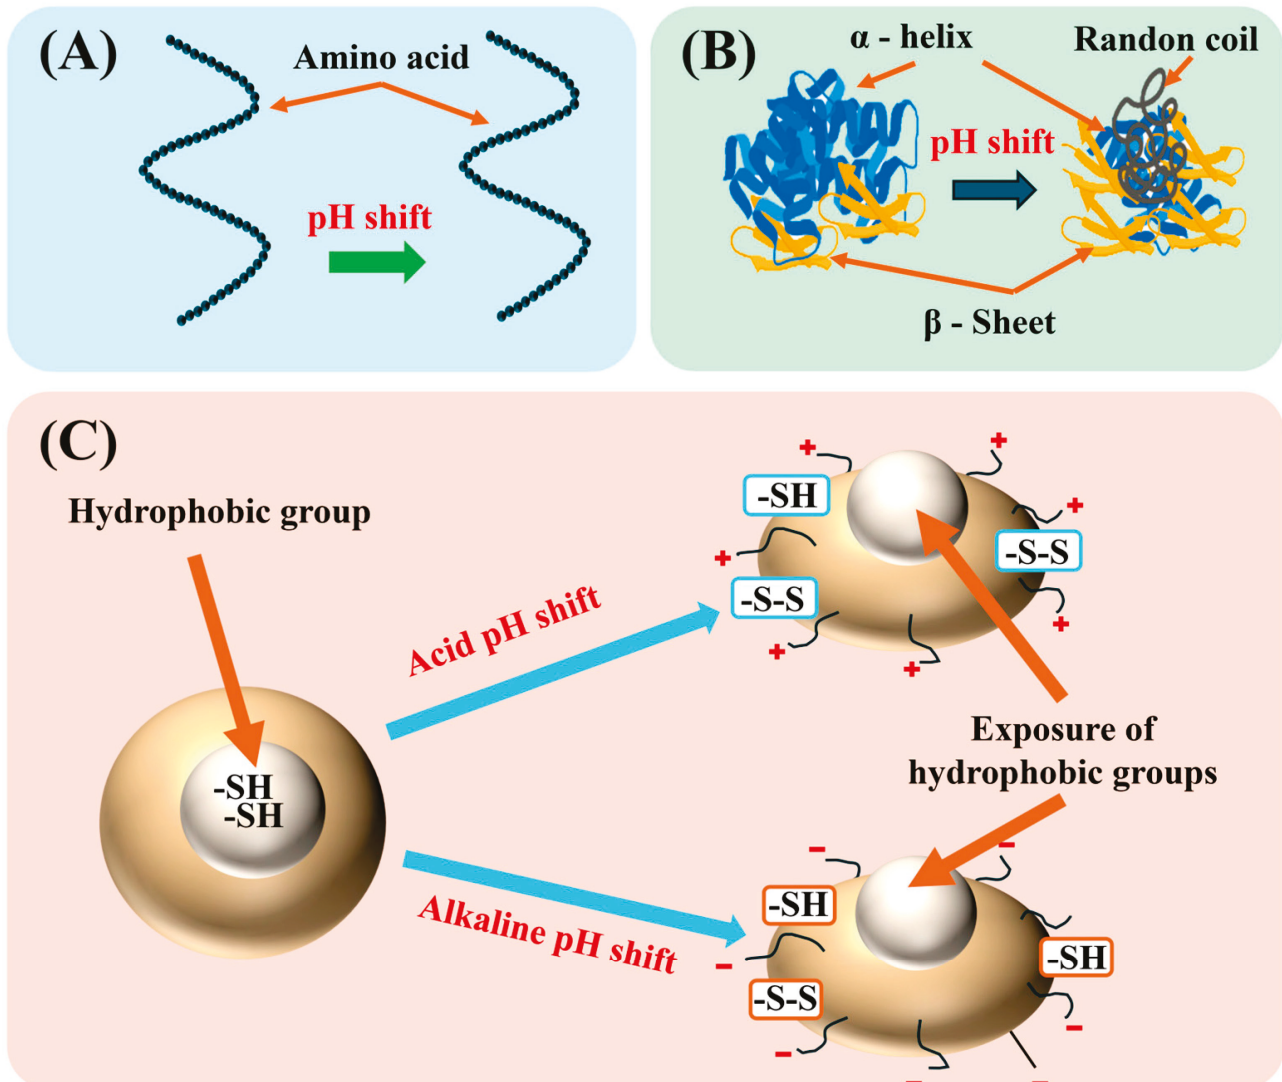 (A)
Amino acid
pH shift
(B)
α - helix
Randon coil
pH shift
β - Sheet
(C)
Hydrophobic group
-SH
-SH
Acid pH shift
Alkaline pH shift
+
+
-SH
+
+
-S-S
-S-S
+
+
+
Exposure of
hydrophobic groups
−
−
-SH
-SH
−
-S-S
−
−
−
−